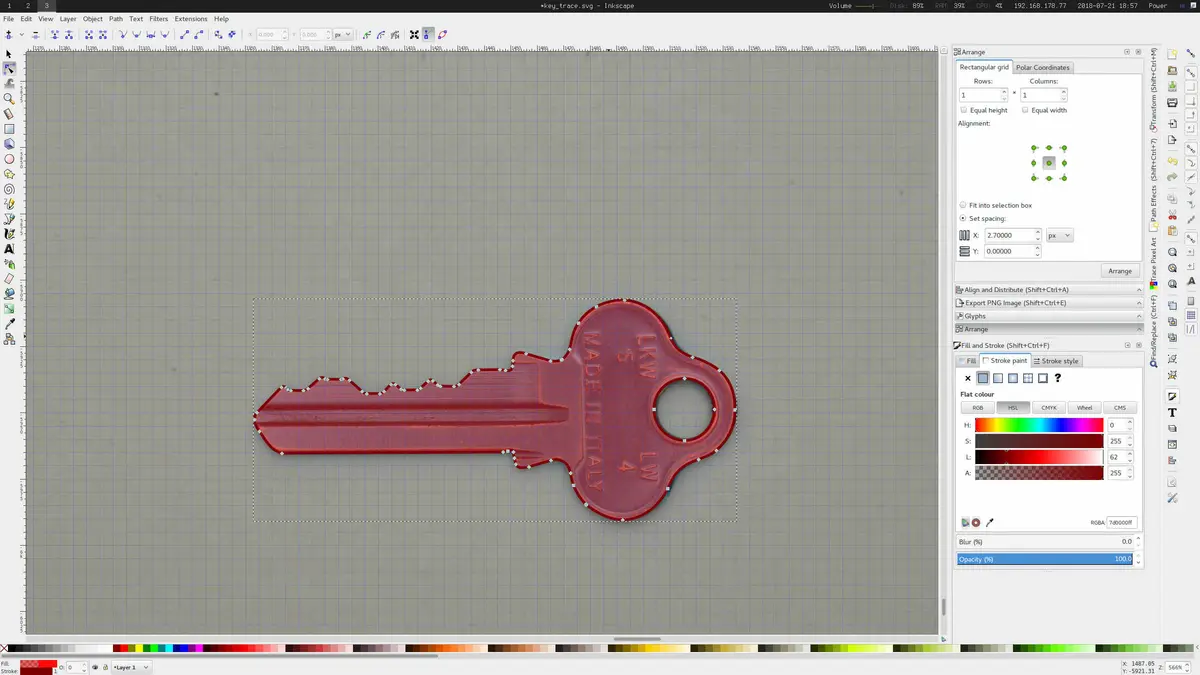 1 2 3
*key_trace.svg - Inkscape
Volume
Disk: 89% RAM: 39% CPU: 4% 192.168.178.77 2018-07-21 18:57 Power
File Edit View Layer Object Path Text Filters Extensions Help
X: 0.000 Y: 0.000 px
Arrange
Rectangular grid Polar Coordinates
Rows: Columns:
1 × 1
Equal height Equal width
Alignment:
Fit into selection box
Set spacing:
X: 2.70000 px
Y: 0.00000
Arrange
Align and Distribute (Shift+Ctrl+A)
Export PNG Image (Shift+Ctrl+E)
Glyphs
Arrange
Fill and Stroke (Shift+Ctrl+F)
Fill Stroke paint Stroke style
?
Flat colour
RGB HSL CMYK Wheel CMS
H: 0
S: 255
L: 62
A: 255
RGBA: 7d0000ff
Blur (%) 0.0
Opacity (%) 100.0
Transform (Shift+Ctrl+M)
Path Effects (Shift+Ctrl+7)
Trace Pixel Art
Find/Replace (Ctrl+F)
MADE IN ITALY
LKW
S
LW
4
Fill:
Stroke: 1
O: 0
•Layer 1
X: 1487.05
Y: -5921.31
Z: 566%